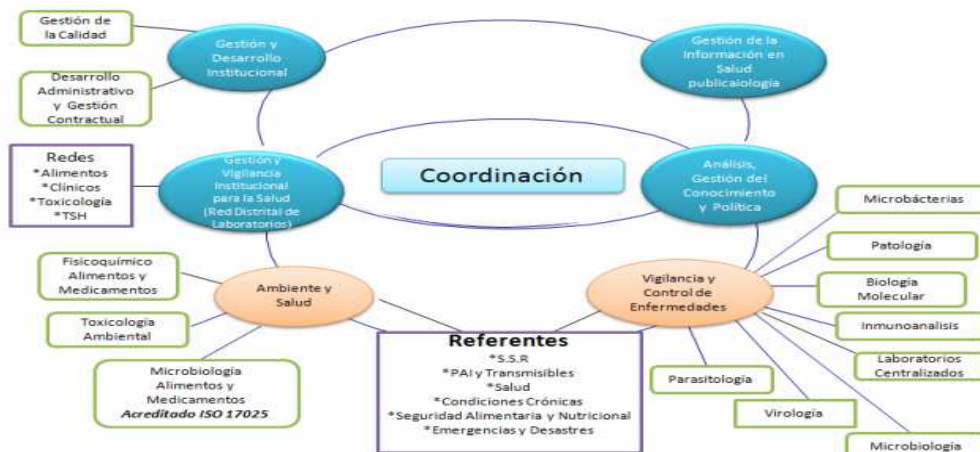 Gestión de
la Calidad
Gestión y
Desarrollo
Institucional
Gestión de la
Información en
Salud
publicaiología
Desarrollo
Administrativo
y Gestión
Contractual
Redes
*Alimentos
*Clínicos
*Toxicología
*TSH
Gestión y
Vigilancia
Institucional
para la Salud
(Red Distrital de
Laboratorios)
Coordinación
Análisis,
Gestión del
Conocimiento
y Política
Microbácterias
Patología
Biología
Molecular
Inmunoanalisis
Laboratorios
Centralizados
Fisicoquímico
Alimentos y
Medicamentos
Ambiente y
Salud
Vigilancia y
Control de
Enfermedades
Toxicología
Ambiental
Microbiología
Alimentos y
Medicamentos
Acreditado ISO 17025
Referentes
*S.S.R
*PAI y Transmisibles
*Salud
*Condiciones Crónicas
*Seguridad Alimentaria y Nutricional
*Emergencias y Desastres
Parasitología
Virología
Microbiología